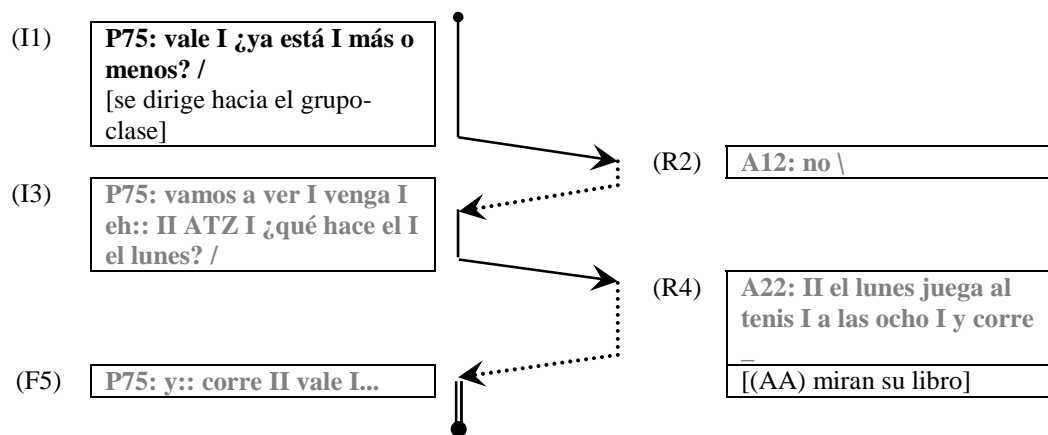 (I1)
P75: vale I ¿ya está I más o
menos? /
[se dirige hacia el grupo-
clase]
(R2)
A12: no \
(I3)
P75: vamos a ver I venga I
eh:: II ATZ I ¿qué hace el I
el lunes? /
(R4)
A22: II el lunes juega al
tenis I a las ocho I y corre
_
[(AA) miran su libro]
(F5)
P75: y:: corre II vale I...